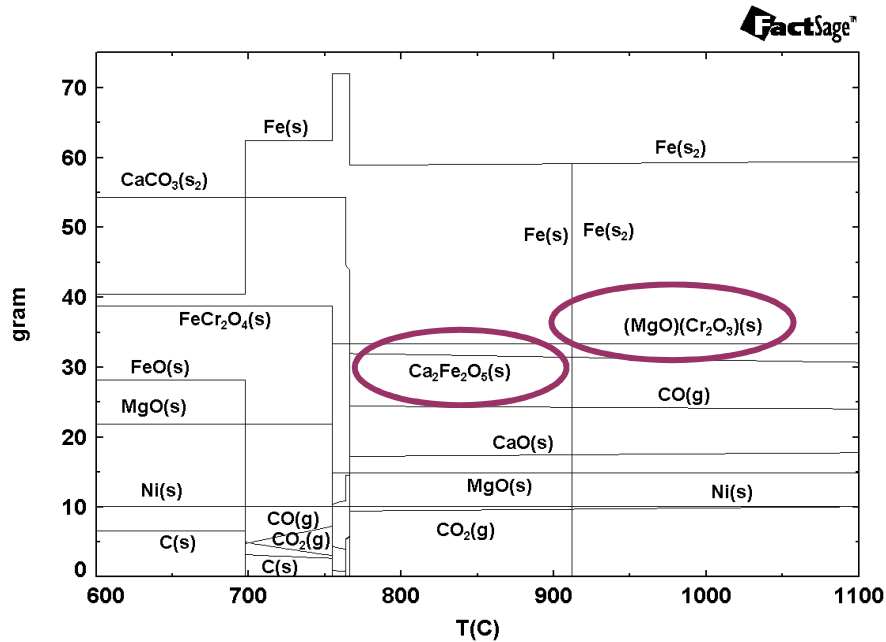 FactSage™
70
60
50
40
30
20
10
0
gram
Fe(s)
CaCO₃(s₂)
Fe(s₂)
Fe(s)
Fe(s₂)
FeCr₂O₄(s)
(MgO)(Cr₂O₃)(s)
FeO(s)
Ca₂Fe₂O₅(s)
MgO(s)
CO(g)
CaO(s)
Ni(s)
MgO(s)
Ni(s)
CO(g)
C(s)
CO₂(g)
CO₂(g)
C(s)
600
700
800
900
1000
1100
T(C)